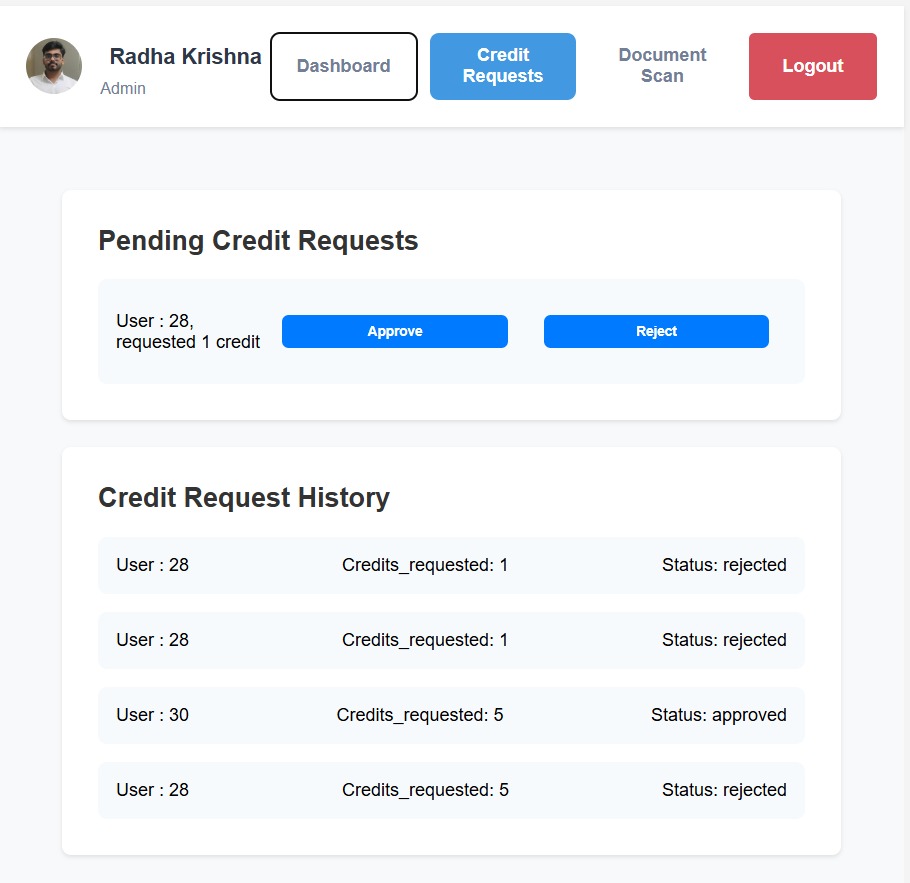 Radha Krishna
Admin
Dashboard
Credit
Requests
Document
Scan
Logout
Pending Credit Requests
User : 28,
requested 1 credit
Approve
Reject
Credit Request History
User : 28 Credits_requested: 1 Status: rejected
User : 28 Credits_requested: 1 Status: rejected
User : 30 Credits_requested: 5 Status: approved
User : 28 Credits_requested: 5 Status: rejected